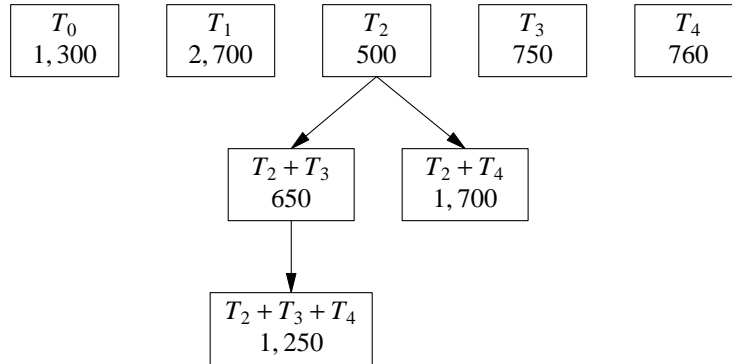 T₀
1,300
T₁
2,700
T₂
500
T₃
750
T₄
760
T₂ + T₃
650
T₂ + T₄
1,700
T₂ + T₃ + T₄
1,250